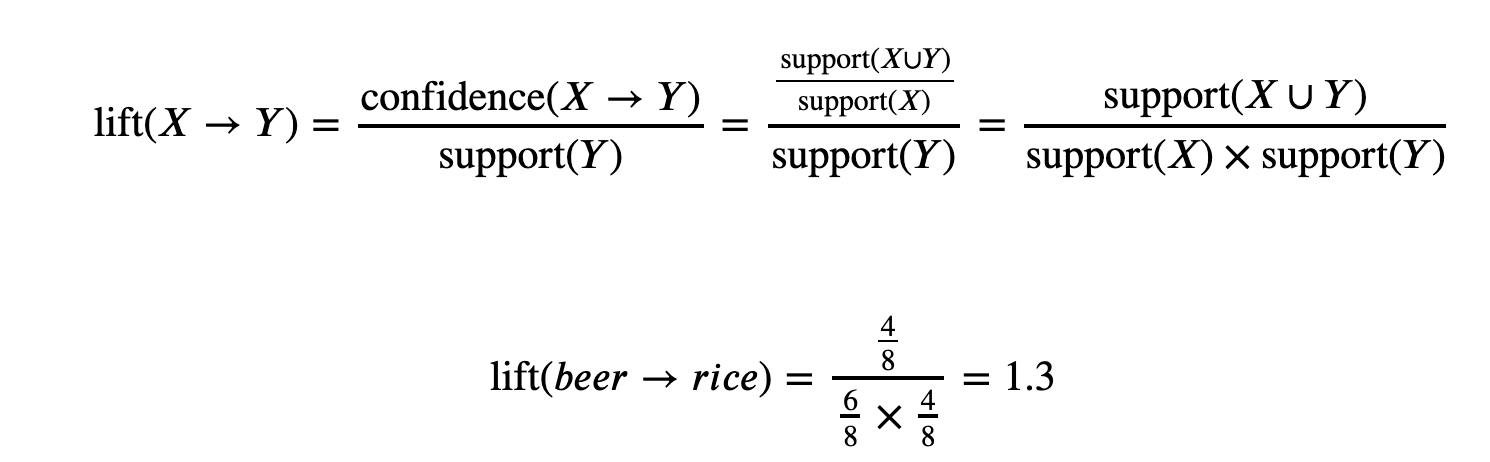 lift(X → Y) = confidence(X → Y) / support(Y) = (support(X∪Y) / support(X)) / support(Y) = support(X ∪ Y) / (support(X) × support(Y))
lift(beer → rice) = (4/8) / (6/8 × 4/8) = 1.3